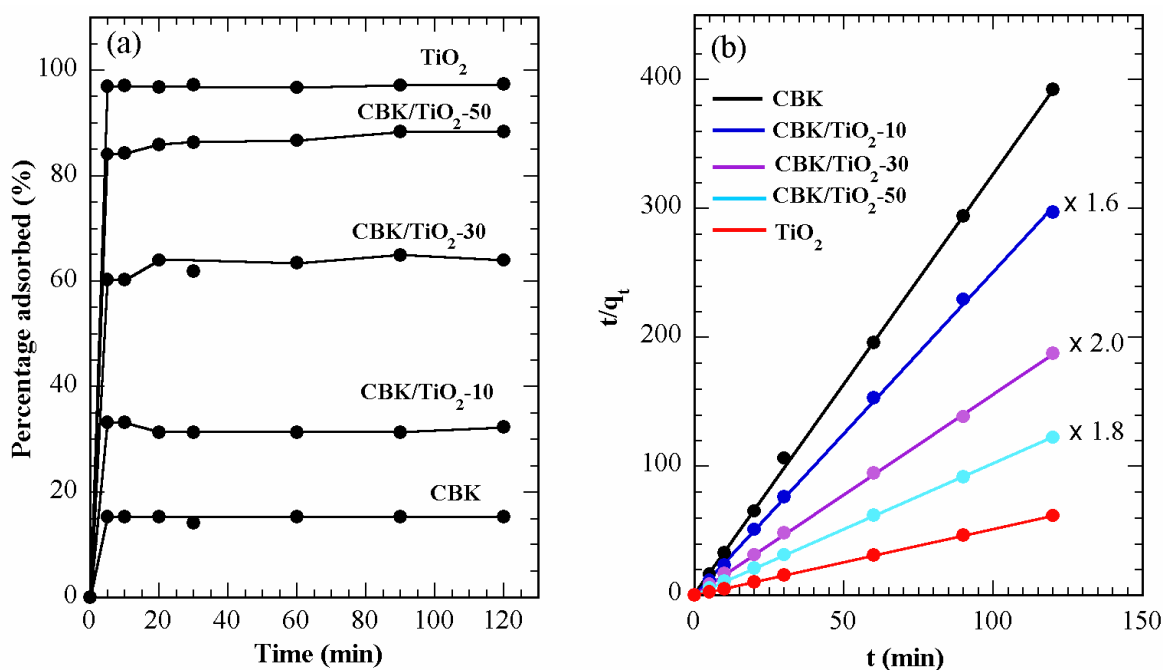 (a)
TiO₂
CBK/TiO₂-50
CBK/TiO₂-30
CBK/TiO₂-10
CBK
Percentage adsorbed (%)
100
80
60
40
20
0
0 20 40 60 80 100 120
Time (min)
(b)
CBK
CBK/TiO₂-10
CBK/TiO₂-30
CBK/TiO₂-50
TiO₂
x 1.6
x 2.0
x 1.8
t/qₜ
400
300
200
100
0
0 50 100 150
t (min)